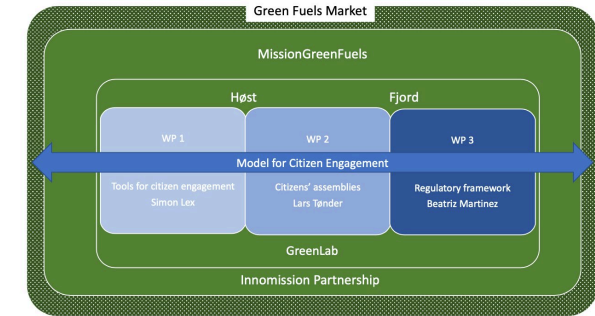 Green Fuels Market
MissionGreenFuels
Høst
Fjord
WP 1
WP 2
WP 3
Model for Citizen Engagement
Tools for citizen engagement
Simon Lex
Citizens’ assemblies
Lars Tønder
Regulatory framework
Beatriz Martinez
GreenLab
Innomission Partnership